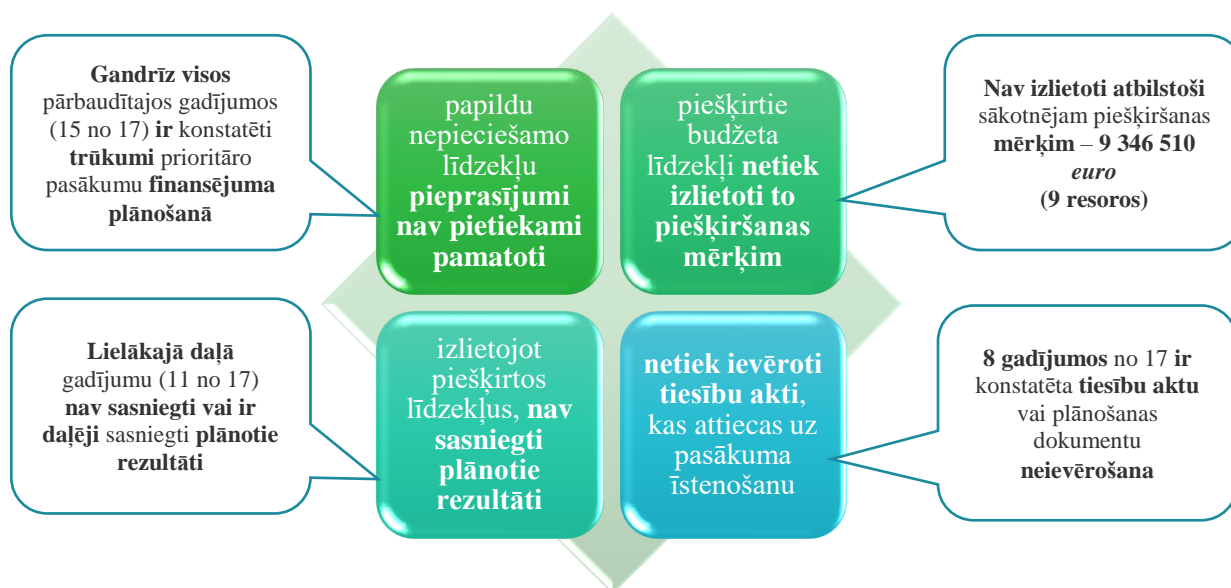 Gandrīz visos
pārbaudītajos gadījumos
(15 no 17) ir konstatēti
trūkumi prioritāro
pasākumu finansējuma
plānošanā
papildu
nepieciešamo
līdzekļu
pieprasījumi
nav pietiekami
pamatoti
piešķirtie
budžeta
līdzekļi netiek
izlietoti to
piešķiršanas
mērķim
Nav izlietoti atbilstoši
sākotnējam piešķiršanas
mērķim – 9 346 510
euro
(9 resoros)
Lielākajā daļā
gadījumu (11 no 17)
nav sasniegti vai ir
daļēji sasniegti plānotie
rezultāti
izlietojot
piešķirtos
līdzekļus, nav
sasniegti
plānotie
rezultāti
netiek ievēroti
tiesību akti,
kas attiecas uz
pasākuma
īstenošanu
8 gadījumos no 17 ir
konstatēta tiesību aktu
vai plānošanas
dokumentu
neievērošana